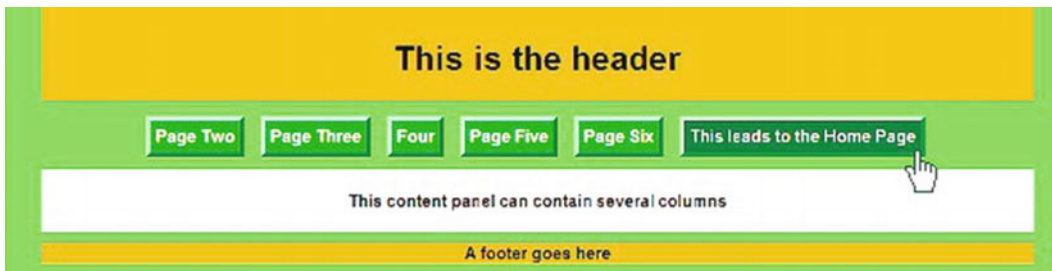 This is the header
Page Two Page Three Four Page Five Page Six This leads to the Home Page
This content panel can contain several columns
A footer goes here